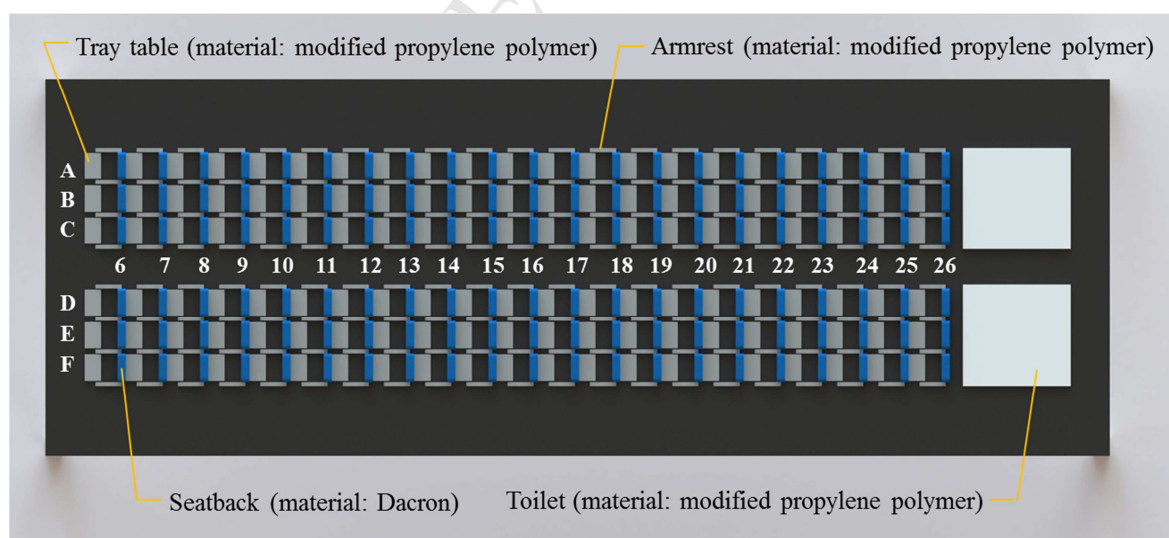 Tray table (material: modified propylene polymer) Armrest (material: modified propylene polymer)
A
B
C
6 7 8 9 10 11 12 13 14 15 16 17 18 19 20 21 22 23 24 25 26
D
E
F
Seatback (material: Dacron) Toilet (material: modified propylene polymer)